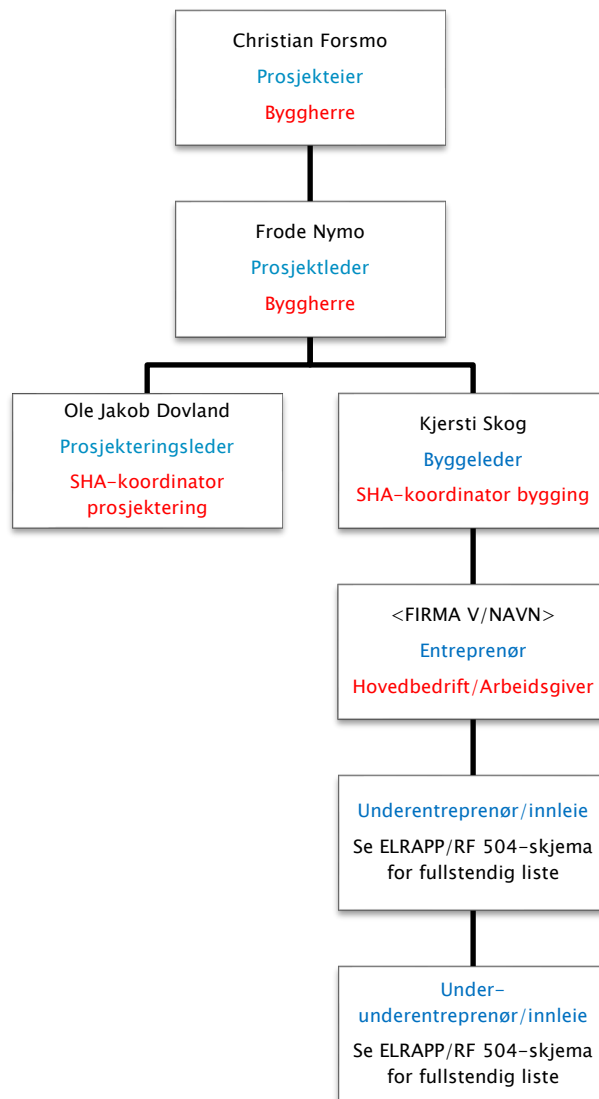 Christian Forsmo
Prosjekteier
Byggherre
Frode Nymo
Prosjektleder
Byggherre
Ole Jakob Dovland
Prosjekteringsleder
SHA-koordinator
prosjektering
Kjersti Skog
Byggeleder
SHA-koordinator bygging
<FIRMA V/NAVN>
Entreprenør
Hovedbedrift/Arbeidsgiver
Underentreprenør/innleie
Se ELRAPP/RF 504-skjema
for fullstendig liste
Under-
underentreprenør/innleie
Se ELRAPP/RF 504-skjema
for fullstendig liste